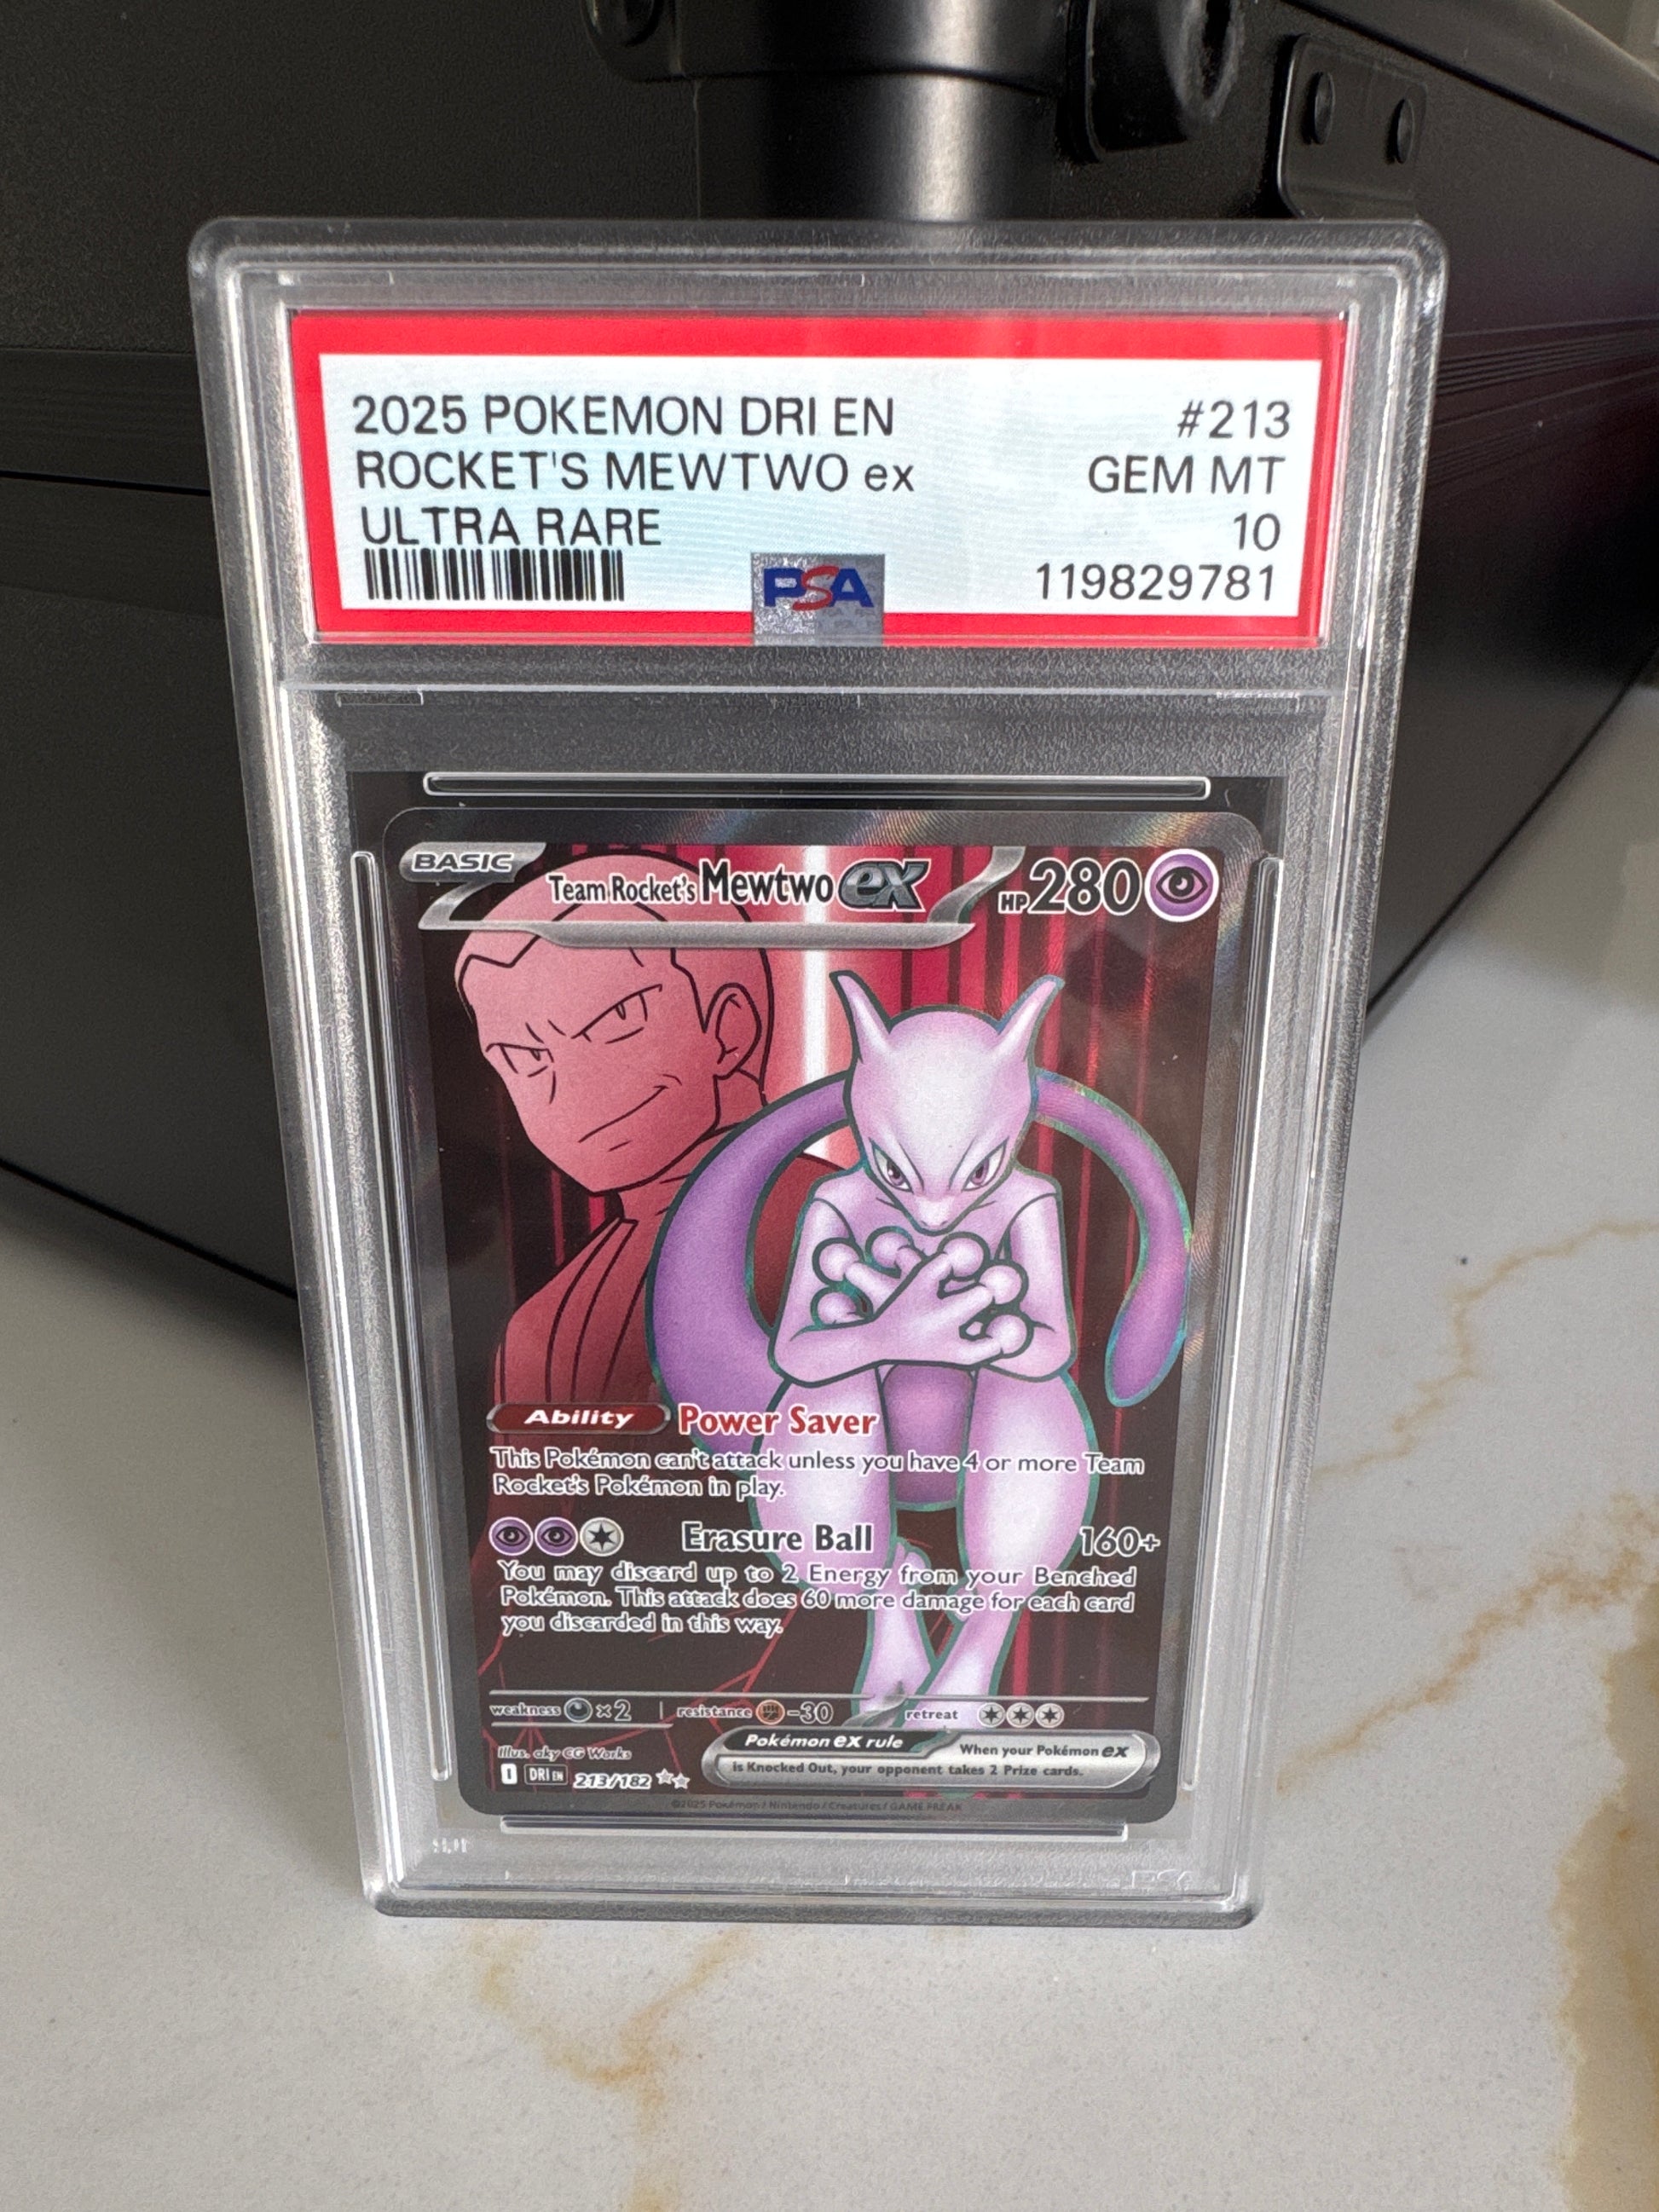 2025 POKEMON DRI EN #213
ROCKET'S MEWTWO ex GEM MT
ULTRA RARE 10
PSA 119829781
BASIC Team Rocket's Mewtwo ex HP 280
Ability Power Saver
This Pokémon can't attack unless you have 4 or more Team
Rocket's Pokémon in play.
Erasure Ball 160+
You may discard up to 2 Energy from your Benched
Pokémon. This attack does 60 more damage for each card
you discarded in this way.
weakness ×2 resistance -30 retreat
Illus. aky CG Works
Pokémon ex rule When your Pokémon ex
is Knocked Out, your opponent takes 2 Prize cards.
I DRI EN 213/182
©2025 Pokémon / Nintendo / Creatures / GAME FREAK